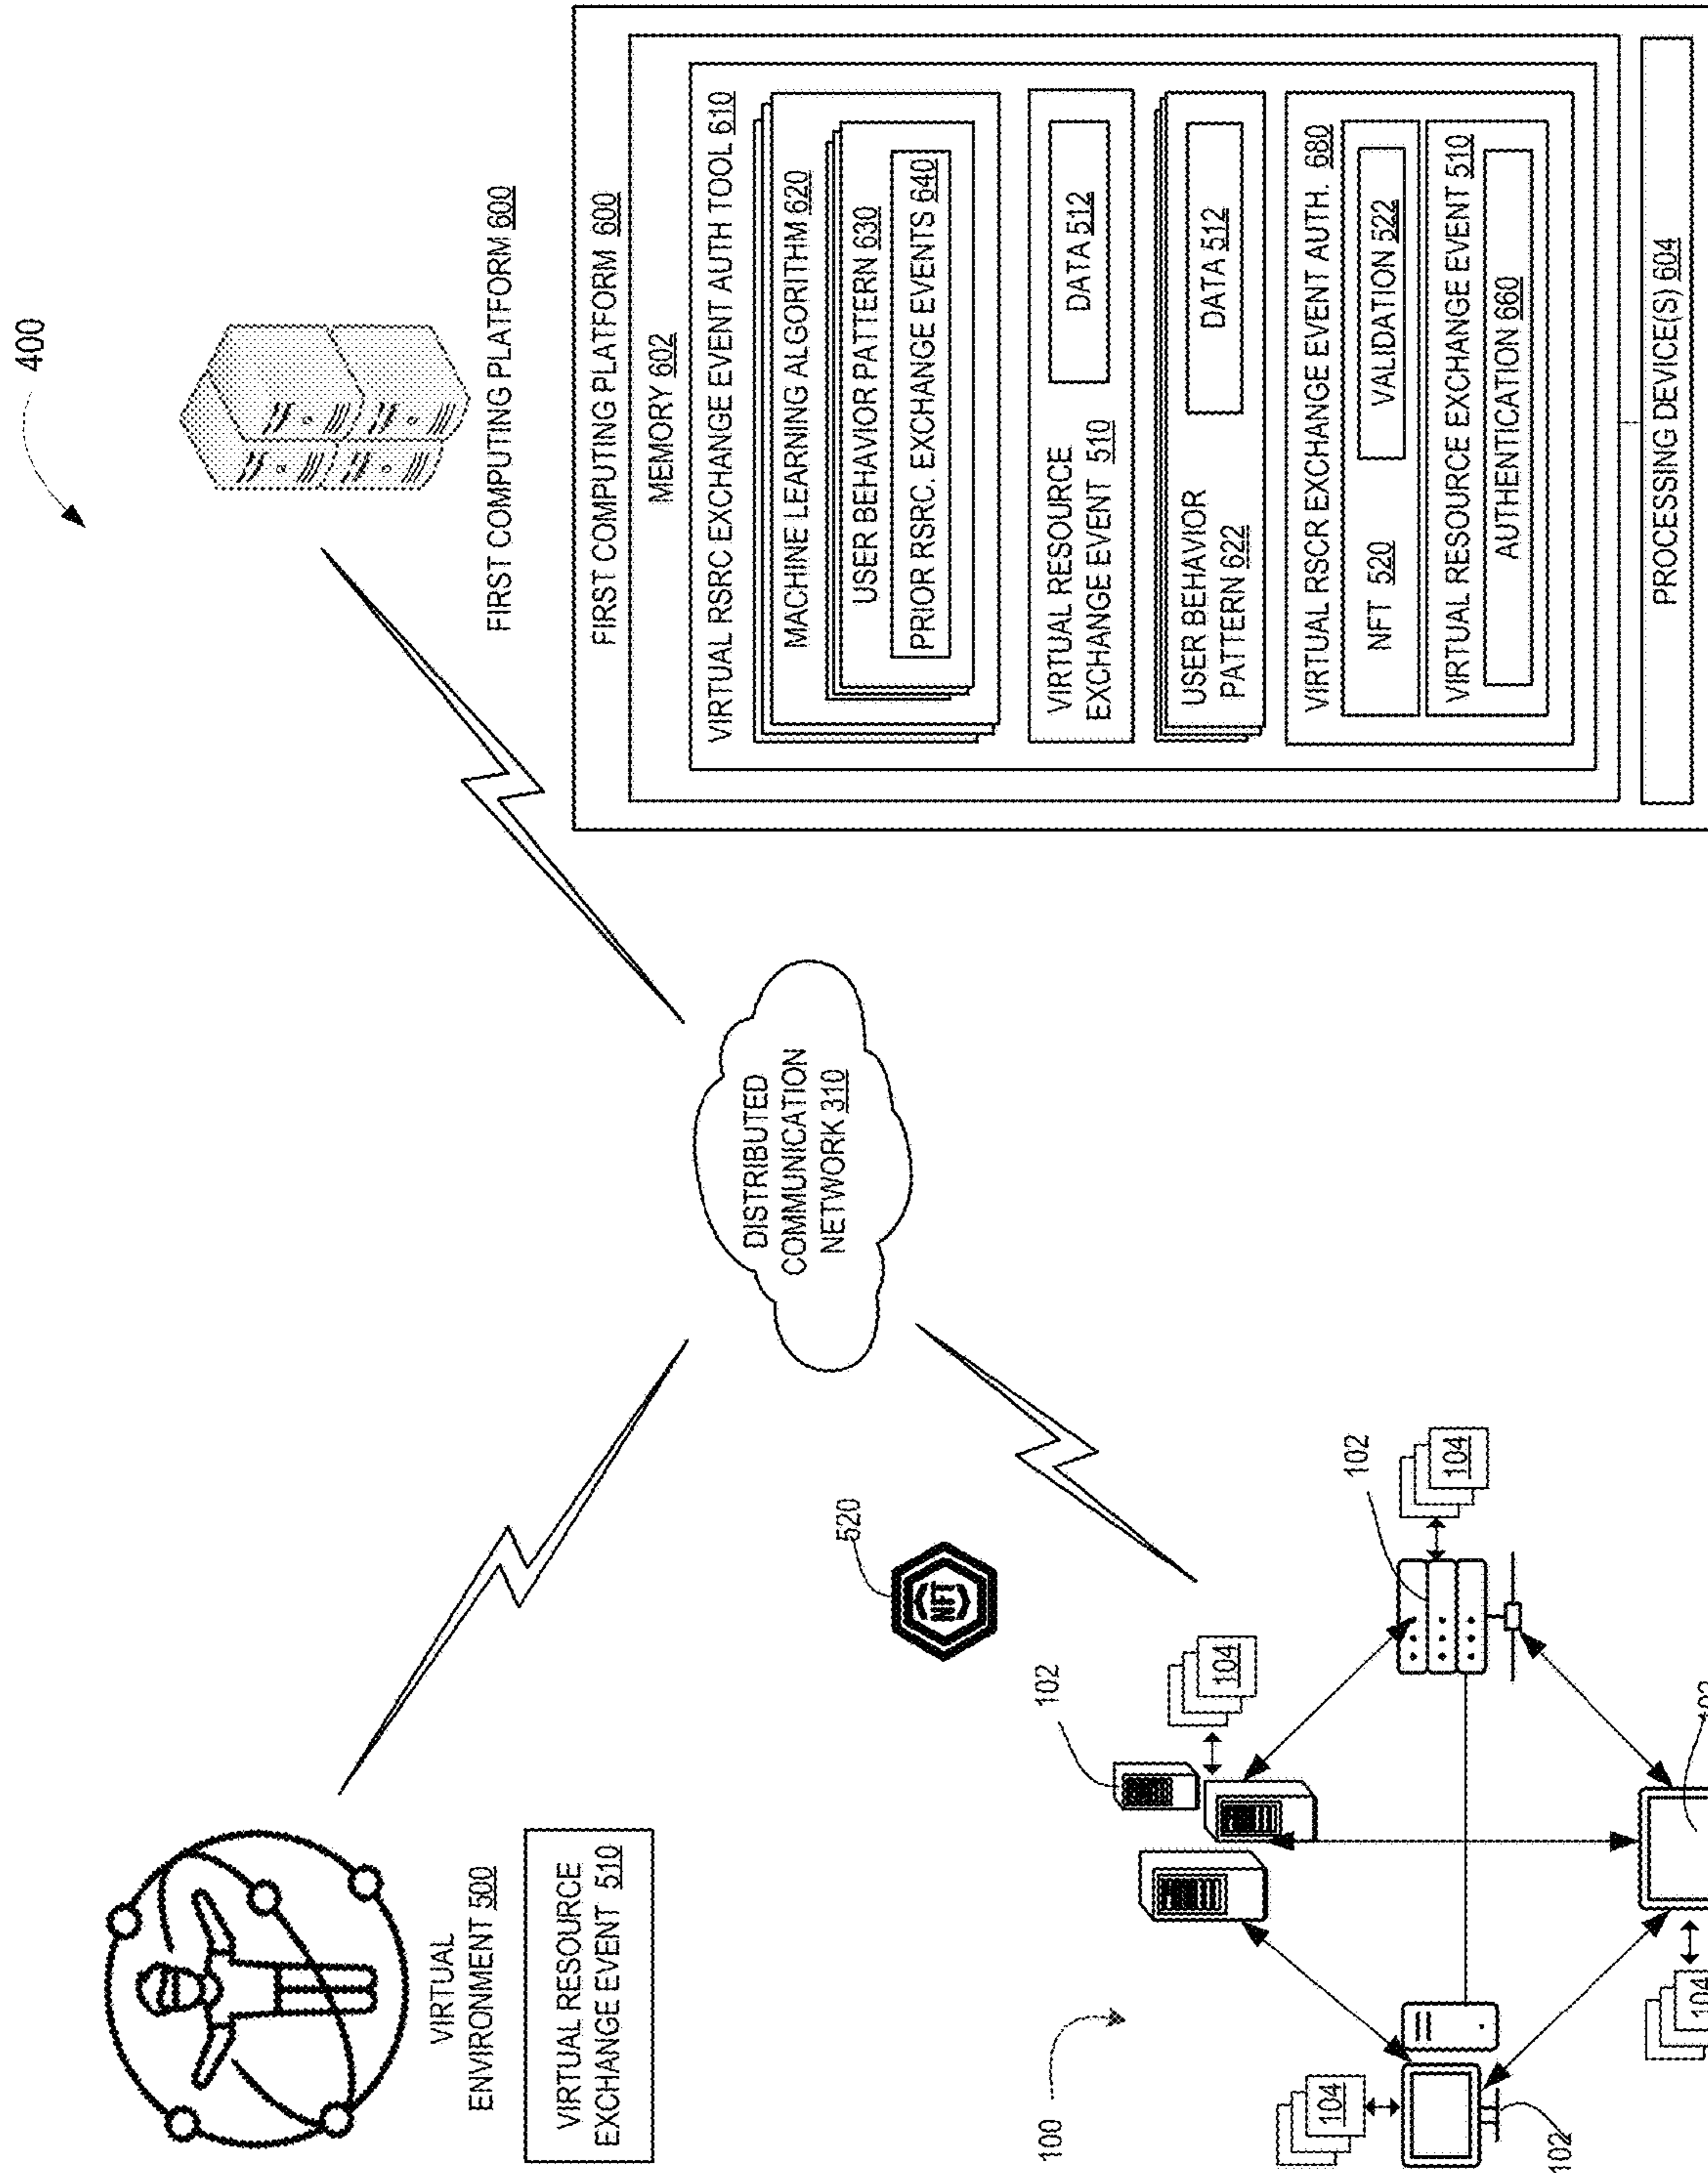 400
VIRTUAL
ENVIRONMENT 500
VIRTUAL RESOURCE
EXCHANGE EVENT 510
DISTRIBUTED
COMMUNICATION
NETWORK 310
FIRST COMPUTING PLATFORM 600
FIRST COMPUTING PLATFORM 600
MEMORY 602
VIRTUAL RSRC EXCHANGE EVENT AUTH TOOL 610
MACHINE LEARNING ALGORITHM 620
USER BEHAVIOR PATTERN 630
PRIOR RSRC. EXCHANGE EVENTS 640
VIRTUAL RESOURCE
EXCHANGE EVENT 510
DATA 512
USER BEHAVIOR
PATTERN 622
DATA 512
VIRTUAL RSCR EXCHANGE EVENT AUTH. 680
NFT 520
VALIDATION 522
VIRTUAL RESOURCE EXCHANGE EVENT 510
AUTHENTICATION 660
PROCESSING DEVICE(S) 604
520
NFT
100
102
104
102
104
104
102
104
102